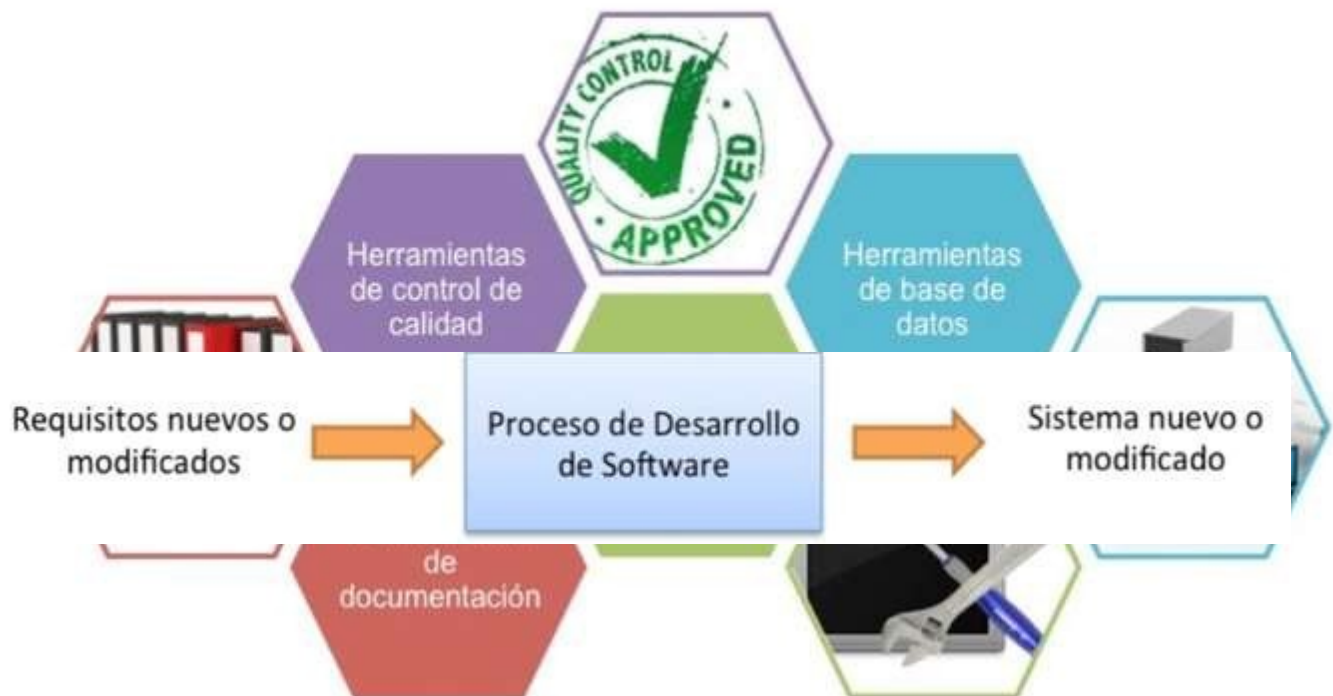 QUALITY CONTROL
APPROVED
Herramientas
de control de
calidad
Herramientas
de base de
datos
Requisitos nuevos o
modificados
Proceso de Desarrollo
de Software
Sistema nuevo o
modificado
de
documentación